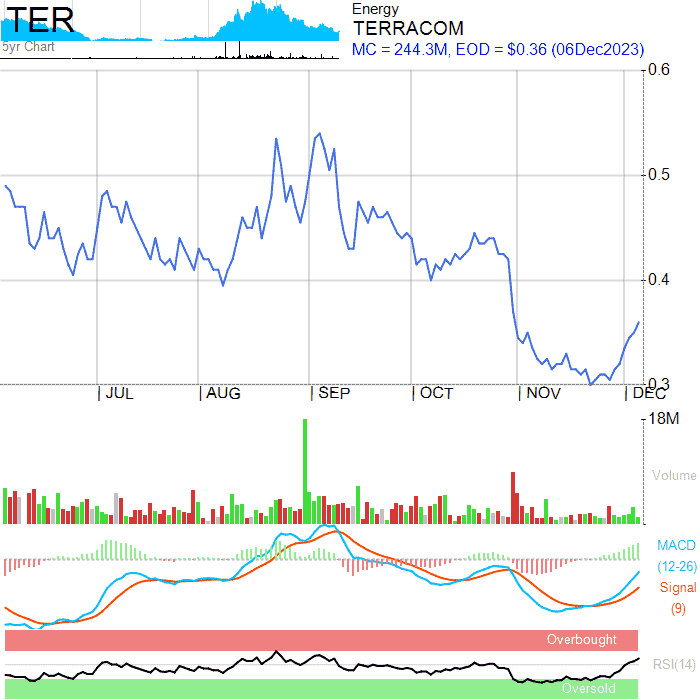 TER
5yr Chart
Energy
TERRACOM
MC = 244.3M, EOD = $0.36 (06Dec2023)
0.6
0.5
0.4
0.3
| JUL
| AUG
| SEP
| OCT
| NOV
| DEC
18M
Volume
MACD
(12-26)
Signal
(9)
Overbought
RSI(14)
Oversold